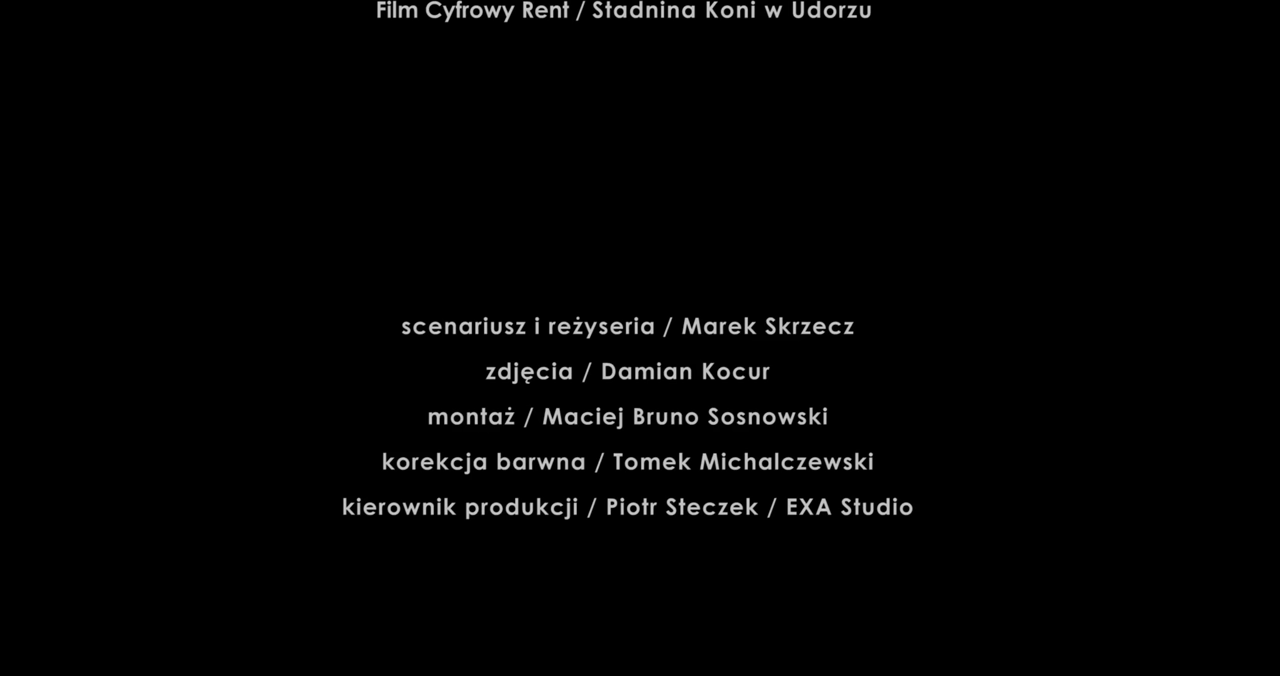 Film Cyfrowy Rent / Stadnina Koni w Udorzu
scenariusz i reżyseria / Marek Skrzecz
zdjęcia / Damian Kocur
montaż / Maciej Bruno Sosnowski
korekcja barwna / Tomek Michalczewski
kierownik produkcji / Piotr Steczek / EXA Studio